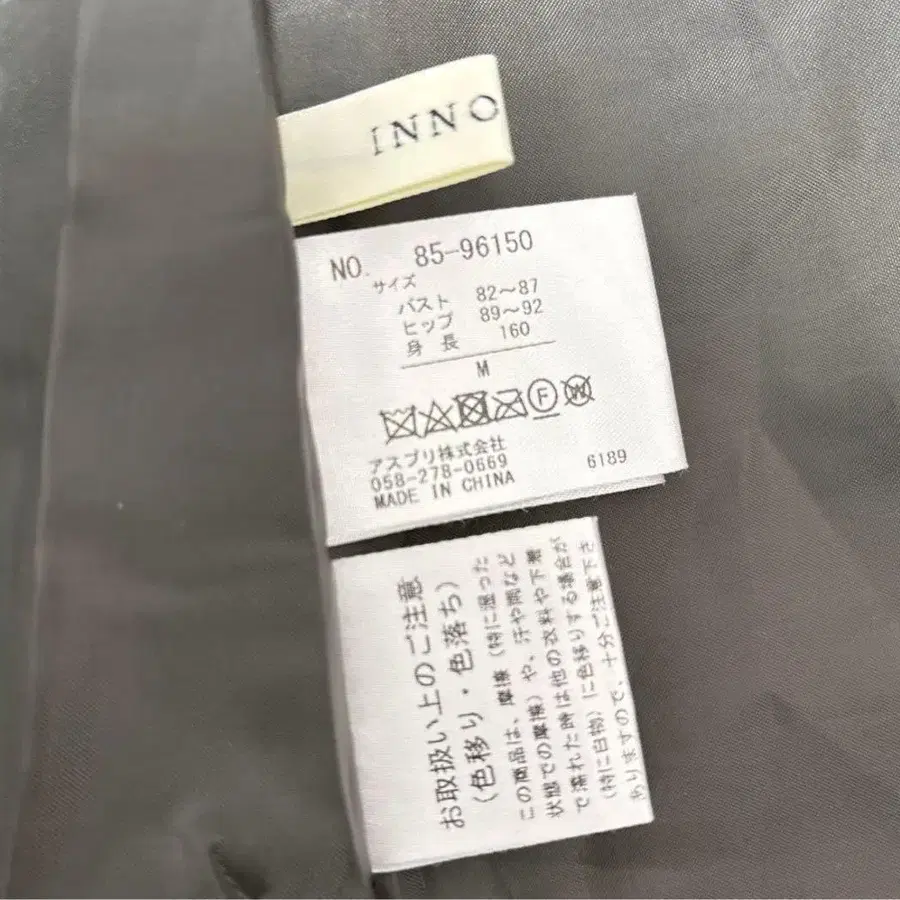 INNO
NO. 85-96150
サイズ
バスト 82～87
ヒップ 89～92
身長 160
M
F
W
アスプリ株式会社
058-278-0669
6189
MADE IN CHINA
お取扱い上のご注意
(色移り・色落ち)
この商品は、摩擦（特に湿った
状態での摩擦）や、汗や雨など
で濡れた時は他の衣料や下着
（特に白物）に色移りする場合が
ありますので、十分ご注意下さ